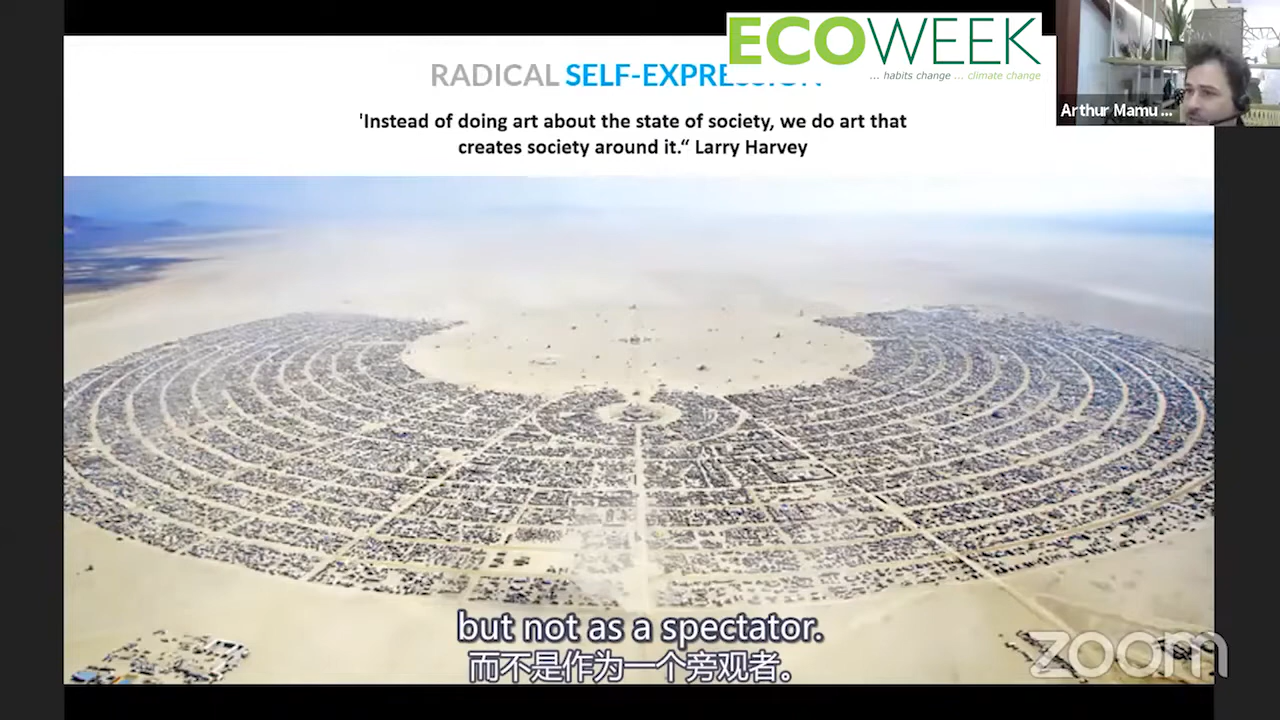 ECOWEEK
... habits change ... climate change
Arthur Mamu ...
RADICAL SELF-EXPRESSION
'Instead of doing art about the state of society, we do art that
creates society around it.“ Larry Harvey
but not as a spectator.
而不是作为一个旁观者。
zoom